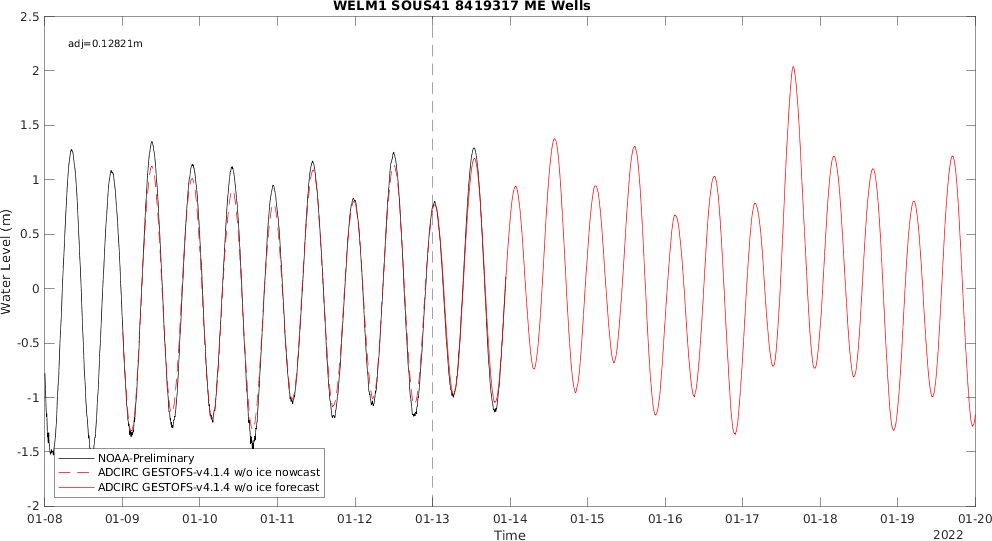 WELM1 SOUS41 8419317 ME Wells
adj=0.12821m
2.5
2
1.5
1
0.5
0
-0.5
-1
-1.5
-2
Water Level (m)
NOAA-Preliminary
ADCIRC GESTOFS-v4.1.4 w/o ice nowcast
ADCIRC GESTOFS-v4.1.4 w/o ice forecast
01-08 01-09 01-10 01-11 01-12 01-13 01-14 01-15 01-16 01-17 01-18 01-19 01-20
Time
2022